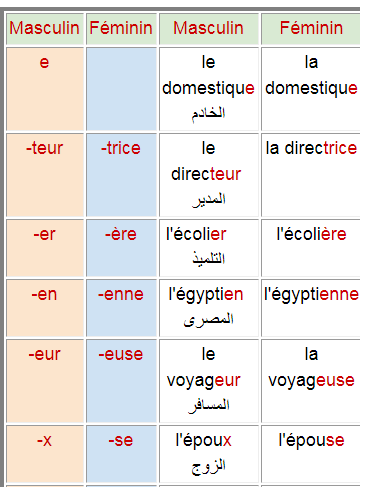 Masculin Féminin Masculin Féminin
e le la
domestique domestique
الخادم
-teur -trice le la directrice
directeur
المدير
-er -ère l'écolier l'écolière
التلميذ
-en -enne l'égyptien l'égyptienne
المصرى
-eur -euse le la
voyageur voyageuse
المسافر
-x -se l'époux l'épouse
الزوج